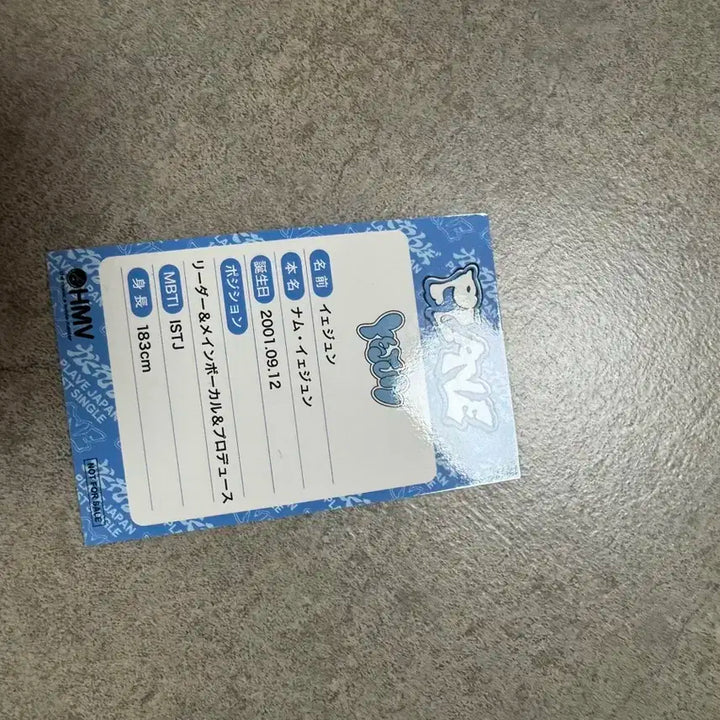 PLAVE
Yejun
名前 イェジュン
本名 ナム・イェジュン
誕生日 2001.09.12
ポジション
リーダー&メインボーカル&プロデュース
MBTI ISTJ
身長 183cm
HMV
NOT FOR SALE
PLAVE JAPAN